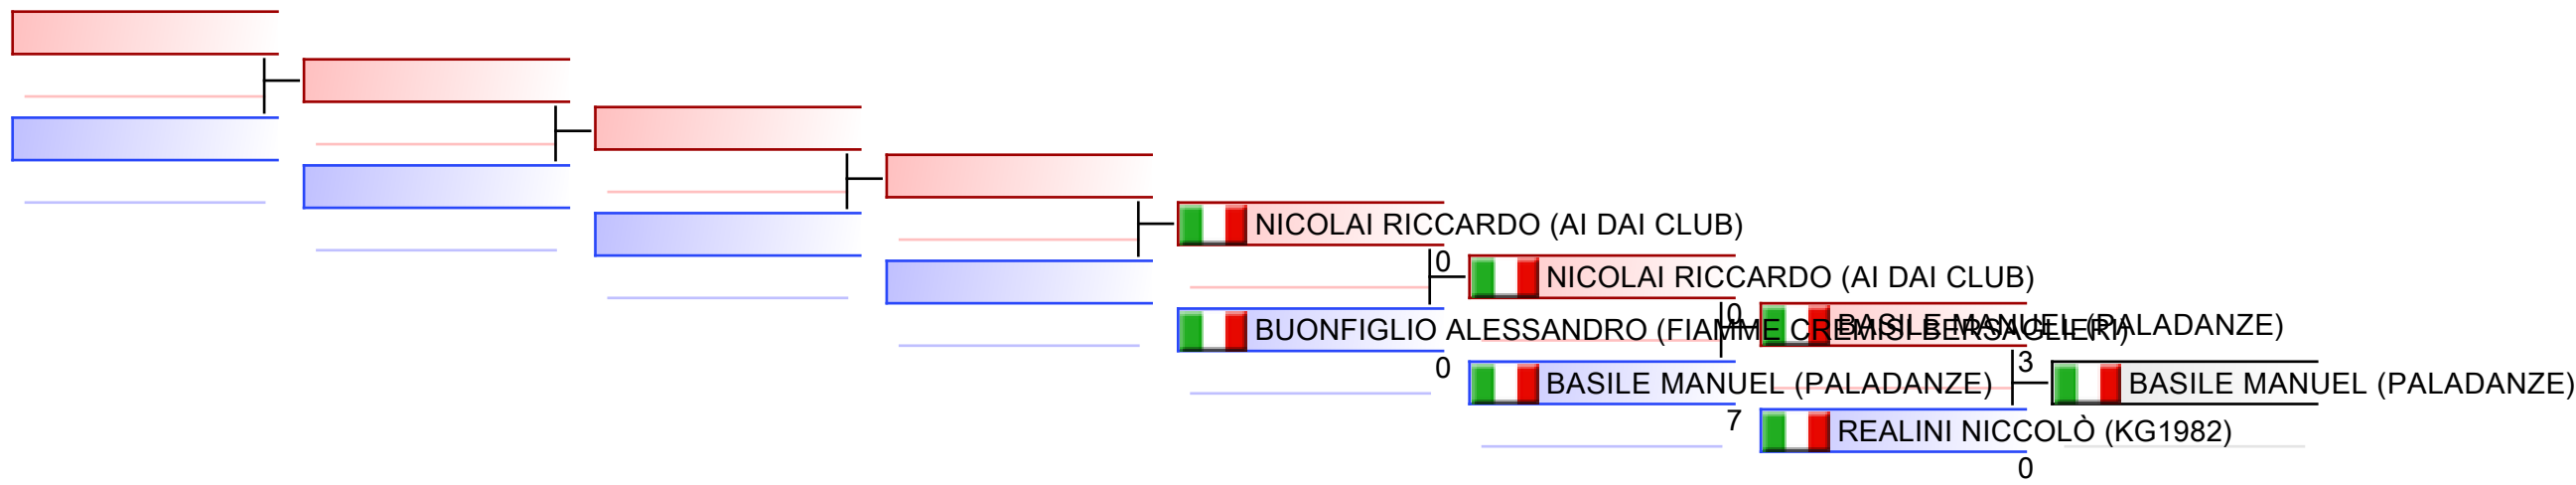 NICOLAI RICCARDO (AI DAI CLUB)
0
NICOLAI RICCARDO (AI DAI CLUB)
0
BUONFIGLIO ALESSANDRO (FIAMME CREMISI BERSAGLIERI)
BASILE MANUEL (PALADANZE)
0
3
BASILE MANUEL (PALADANZE)
BASILE MANUEL (PALADANZE)
7
REALINI NICCOLÒ (KG1982)
0